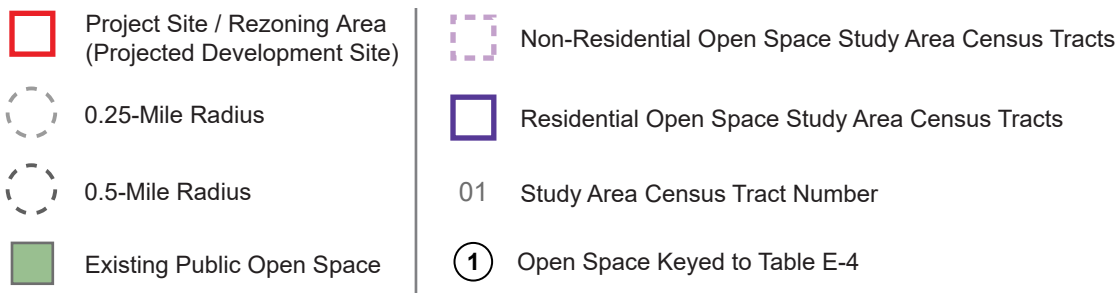 Project Site / Rezoning Area
(Projected Development Site)
0.25-Mile Radius
0.5-Mile Radius
Existing Public Open Space
Non-Residential Open Space Study Area Census Tracts
Residential Open Space Study Area Census Tracts
01 Study Area Census Tract Number
1 Open Space Keyed to Table E-4